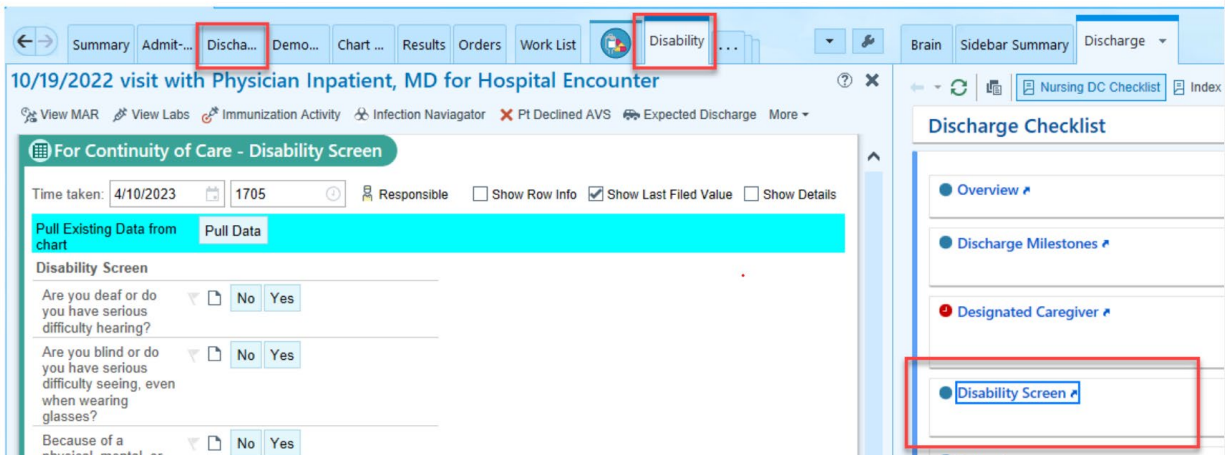 Summary Admit-... Discha... Demo... Chart ... Results Orders Work List Disability ...
Brain Sidebar Summary Discharge
10/19/2022 visit with Physician Inpatient, MD for Hospital Encounter
View MAR View Labs Immunization Activity Infection Naviagator Pt Declined AVS Expected Discharge More
Nursing DC Checklist Index
For Continuity of Care - Disability Screen
Time taken: 4/10/2023 1705 Responsible Show Row Info Show Last Filed Value Show Details
Pull Existing Data from
chart
Pull Data
Disability Screen
Are you deaf or do
you have serious
difficulty hearing?
No Yes
Are you blind or do
you have serious
difficulty seeing, even
when wearing
glasses?
No Yes
Because of a
physical, mental, or
No Yes
Discharge Checklist
Overview
Discharge Milestones
Designated Caregiver
Disability Screen